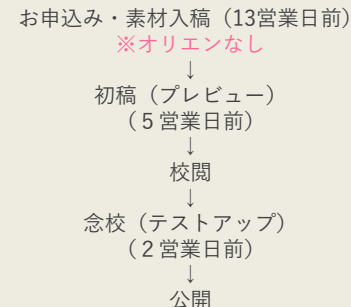 お申込み・素材入稿（13営業日前）
※オリエンなし
↓
初稿（プレビュー）
（５営業日前）
↓
校閲
↓
念校（テストアップ）
（２営業日前）
↓
公開